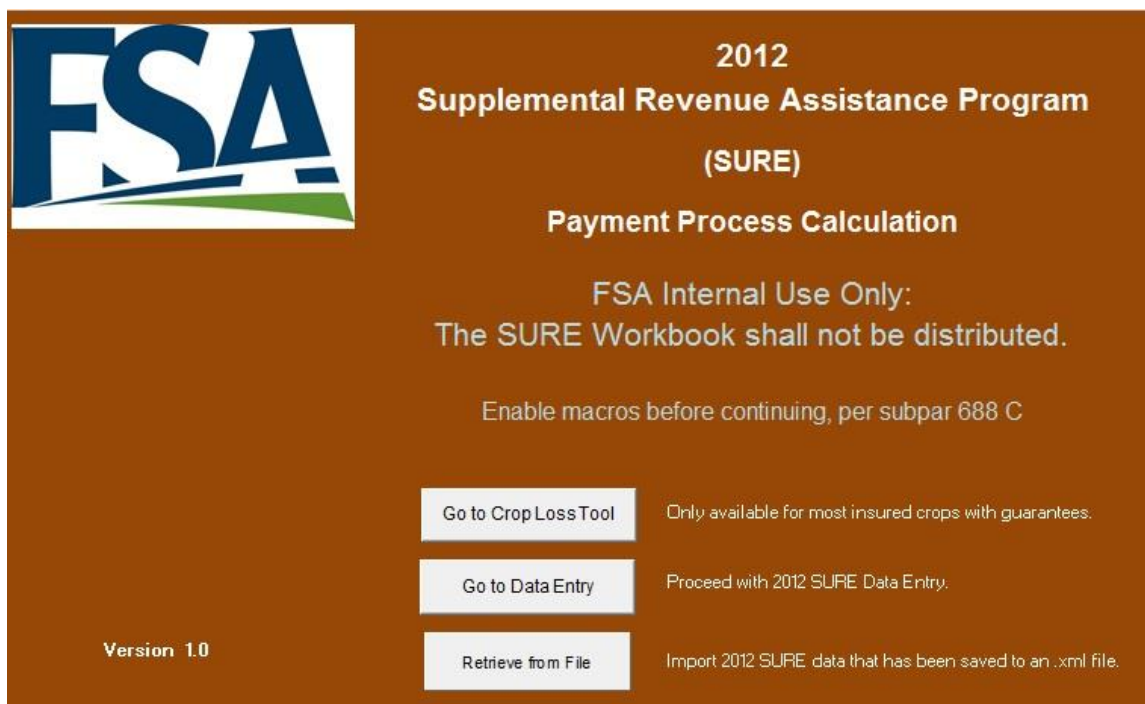 FSA
2012
Supplemental Revenue Assistance Program
(SURE)
Payment Process Calculation
FSA Internal Use Only:
The SURE Workbook shall not be distributed.
Enable macros before continuing, per subpar 688 C
Go to Crop Loss Tool
Only available for most insured crops with guarantees.
Go to Data Entry
Proceed with 2012 SURE Data Entry.
Version 1.0
Retrieve from File
Import 2012 SURE data that has been saved to an .xml file.